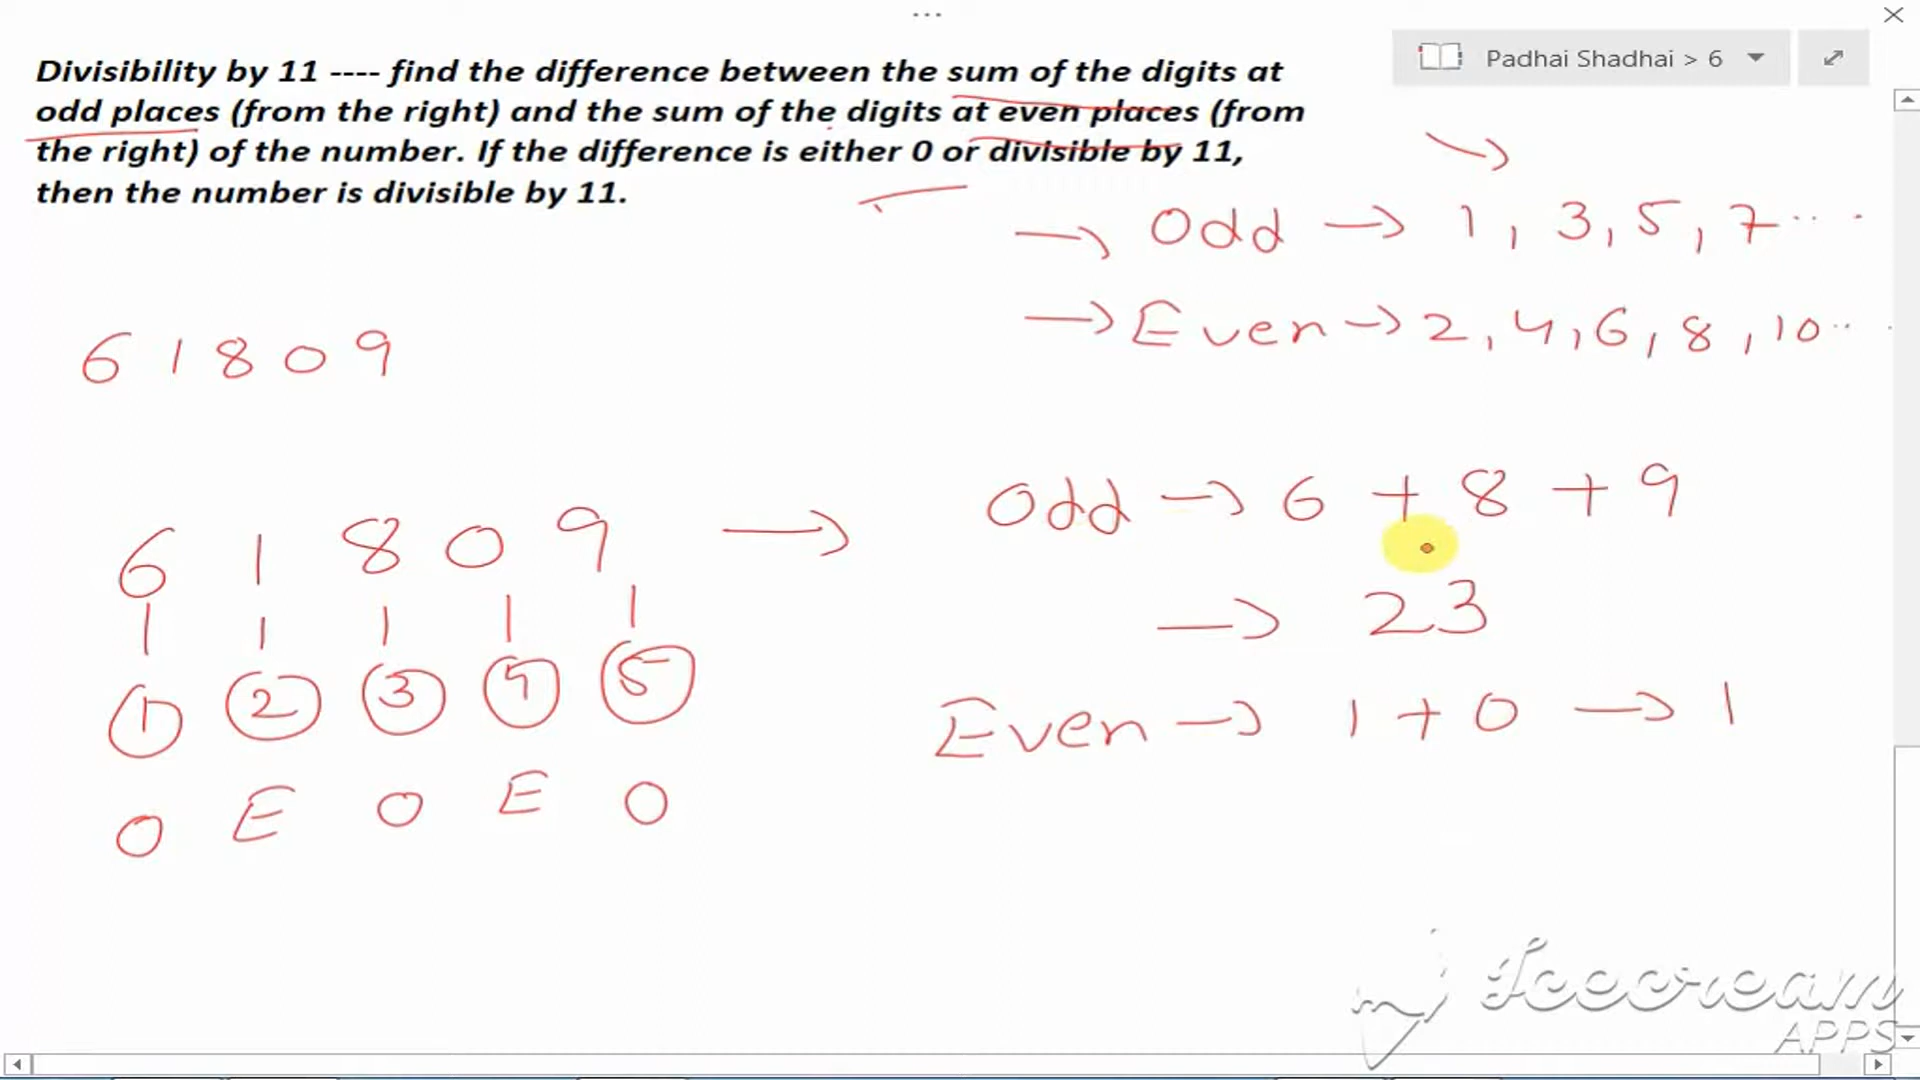 ...
Divisibility by 11 ---- find the difference between the sum of the digits at
odd places (from the right) and the sum of the digits at even places (from
the right) of the number. If the difference is either 0 or divisible by 11,
then the number is divisible by 11.
Padhai Shadhai > 6
→ Odd → 1, 3, 5, 7 ...
→ Even → 2, 4, 6, 8, 10 ...
6 1 8 0 9
6 1 8 0 9 →
1 2 3 4 5
O E O E O
Odd → 6 + 8 + 9
→ 23
Even → 1 + 0 → 1
Icecream
APPS